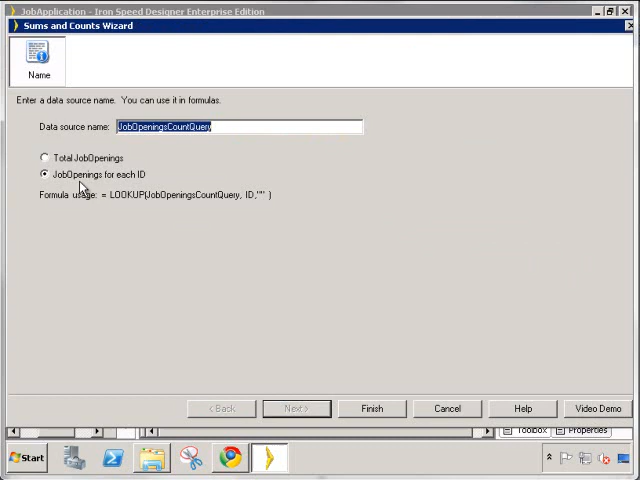 JobApplication - Iron Speed Designer Enterprise Edition
Sums and Counts Wizard
Name
Enter a data source name. You can use it in formulas.
Data source name: JobOpeningsCountQuery
Total JobOpenings
JobOpenings for each ID
Formula usage: = LOOKUP(JobOpeningsCountQuery, ID,"" )
< Back Next > Finish Cancel Help Video Demo
Toolbox Properties
Start